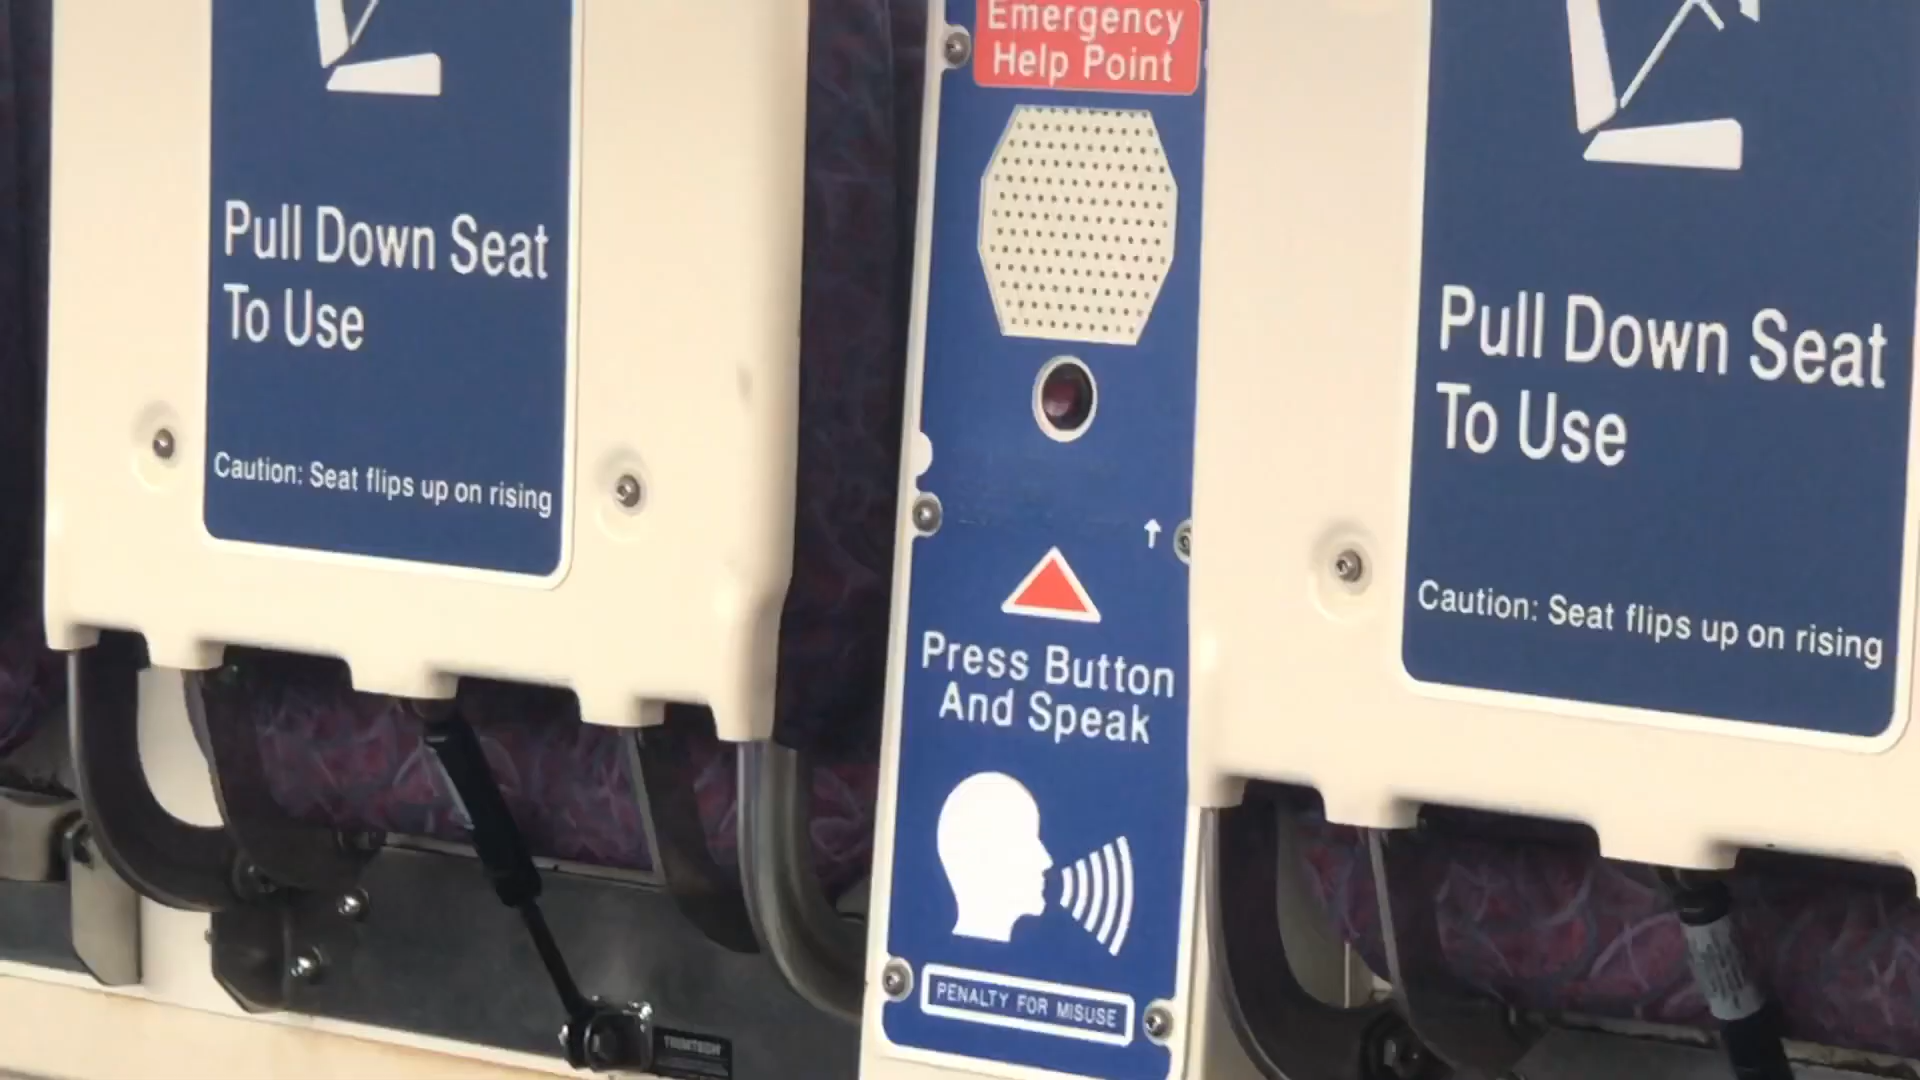 Pull Down Seat
To Use
Caution: Seat flips up on rising
Emergency
Help Point
Press Button
And Speak
PENALTY FOR MISUSE
Pull Down Seat
To Use
Caution: Seat flips up on rising